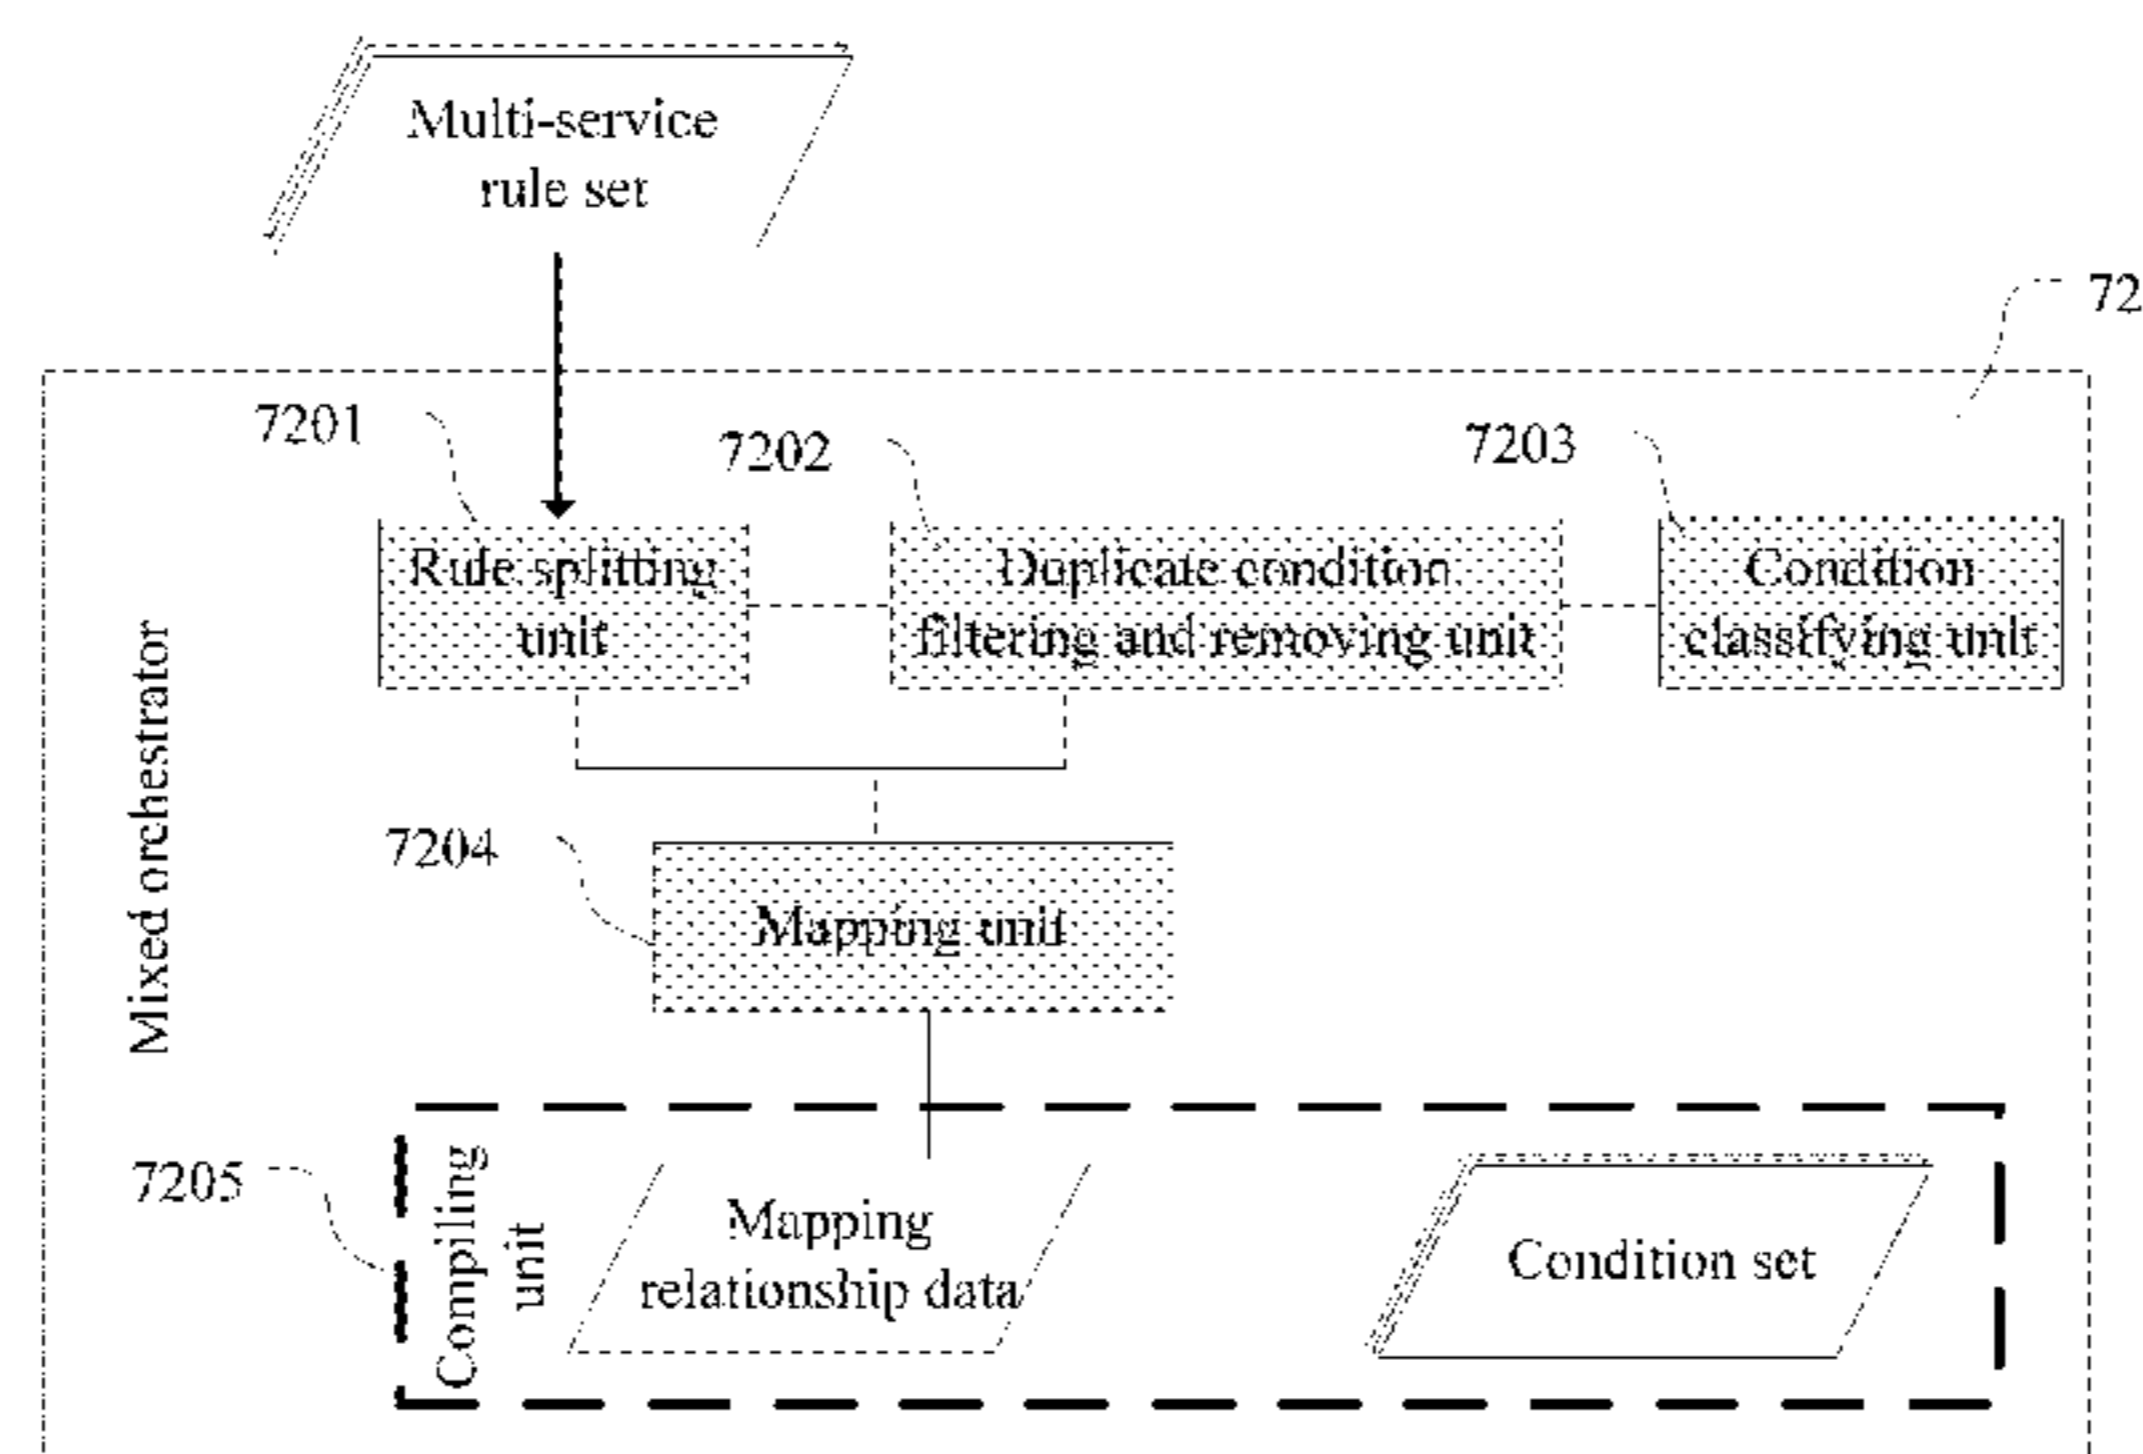 Multi-service
rule set
72
7201
7202
7203
Rule splitting
unit
Duplicate condition
filtering and removing unit
Condition
classifying unit
Mixed orchestrator
7204
Mapping unit
7205
Compiling
unit
Mapping
relationship data
Condition set